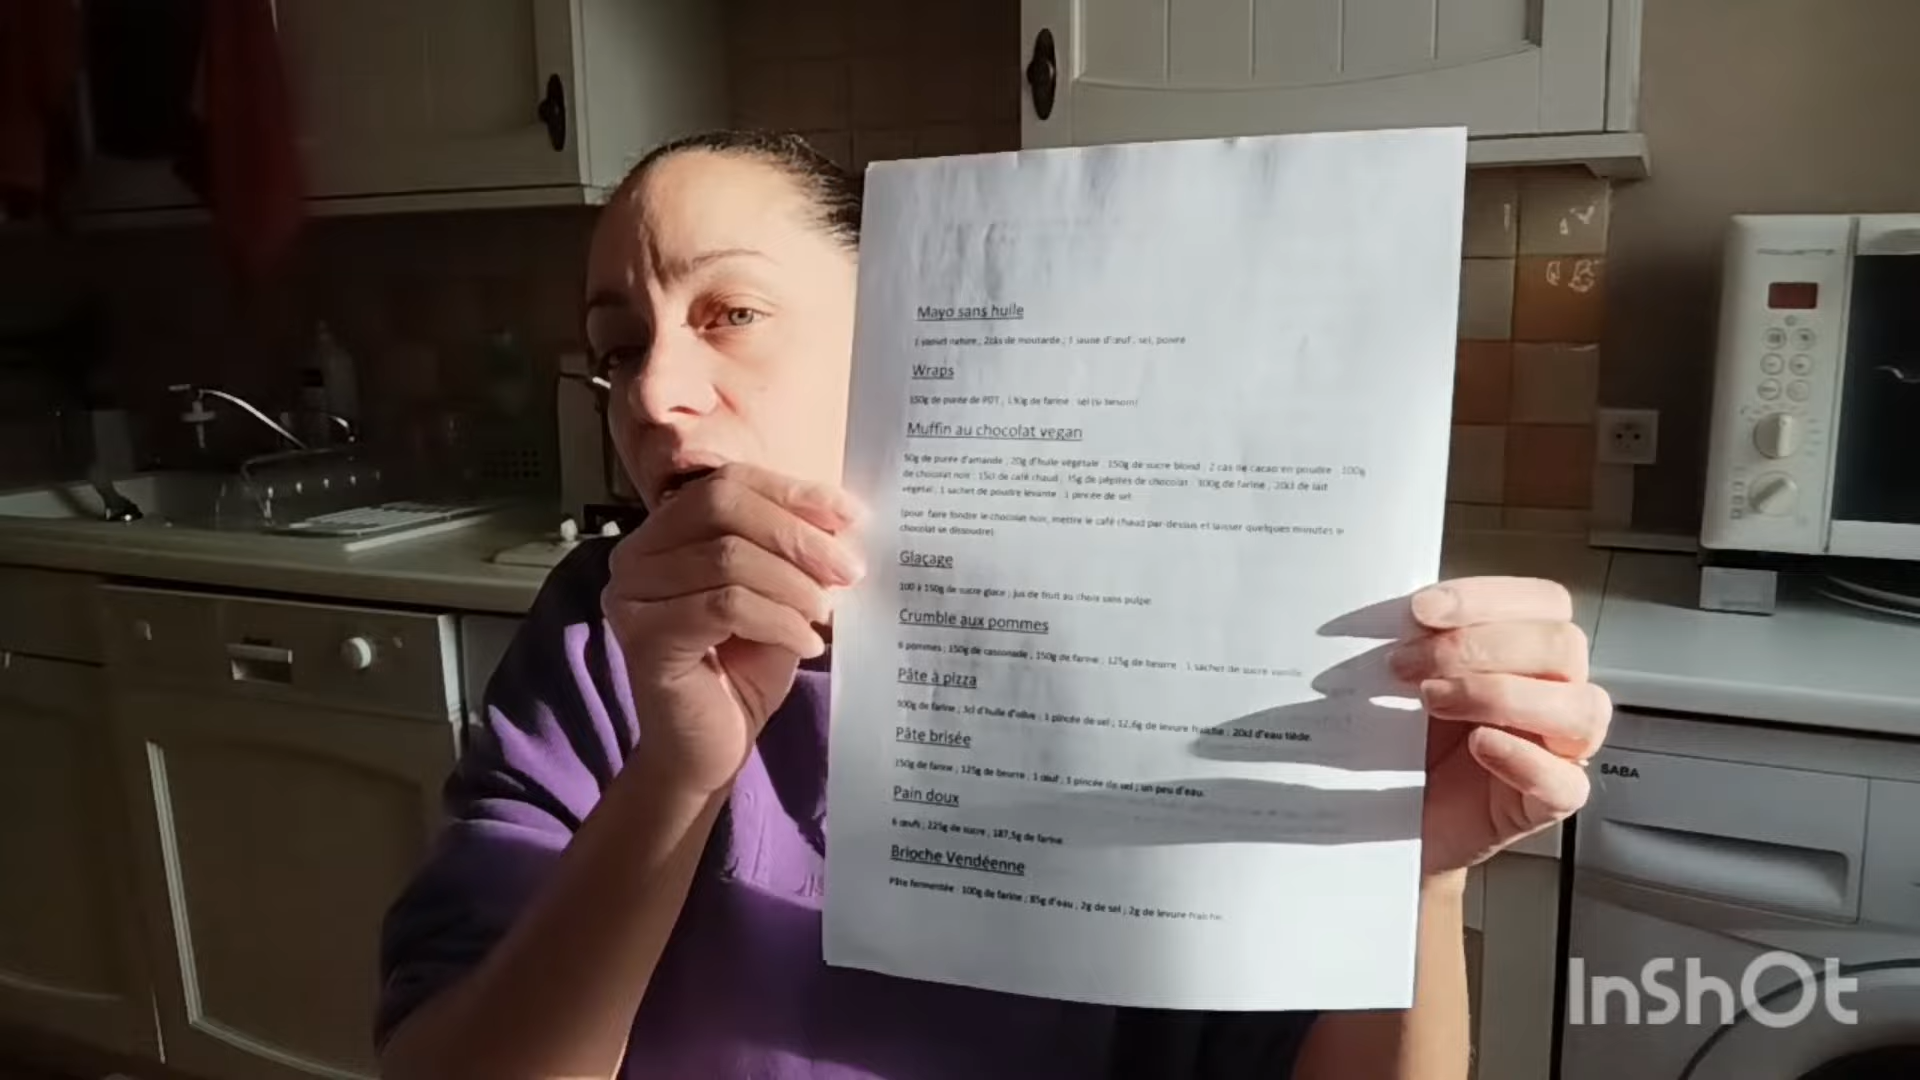 Mayo sans huile
1 yaourt nature ; 2càs de moutarde ; 1 jaune d'œuf ; sel, poivre
Wraps
150g de purée de PDT ; 130g de farine ; sel (si besoin)
Muffin au chocolat vegan
50g de purée d'amande ; 20g d'huile végétale ; 150g de sucre blond ; 2 càs de cacao en poudre ; 100g
de chocolat noir ; 15cl de café chaud ; 35g de pépites de chocolat ; 300g de farine ; 20cl de lait
végétal ; 1 sachet de poudre levante ; 1 pincée de sel
(pour faire fondre le chocolat noir, mettre le café chaud par-dessus et laisser quelques minutes le
chocolat se dissoudre)
Glaçage
100 à 150g de sucre glace ; jus de fruit au choix sans pulpe
Crumble aux pommes
6 pommes ; 150g de cassonade ; 150g de farine ; 125g de beurre ; 1 sachet de sucre vanillé
Pâte à pizza
de farine ; 3cl d'huile d'olive ; 1 pincée de sel ; 12,6g de levure fraîche ; 20cl d'eau tiède.
Pâte brisée
de farine ; 125g de beurre ; 1 œuf ; 1 pincée de sel ; un peu d'eau.
Pain doux
6 œufs ; 225g de sucre ; 187,5g de farine
Brioche Vendéenne
Pâte fermentée : 100g de farine ; 85g d'eau ; 2g de sel ; 2g de levure fraîche.
SABA
InShOt